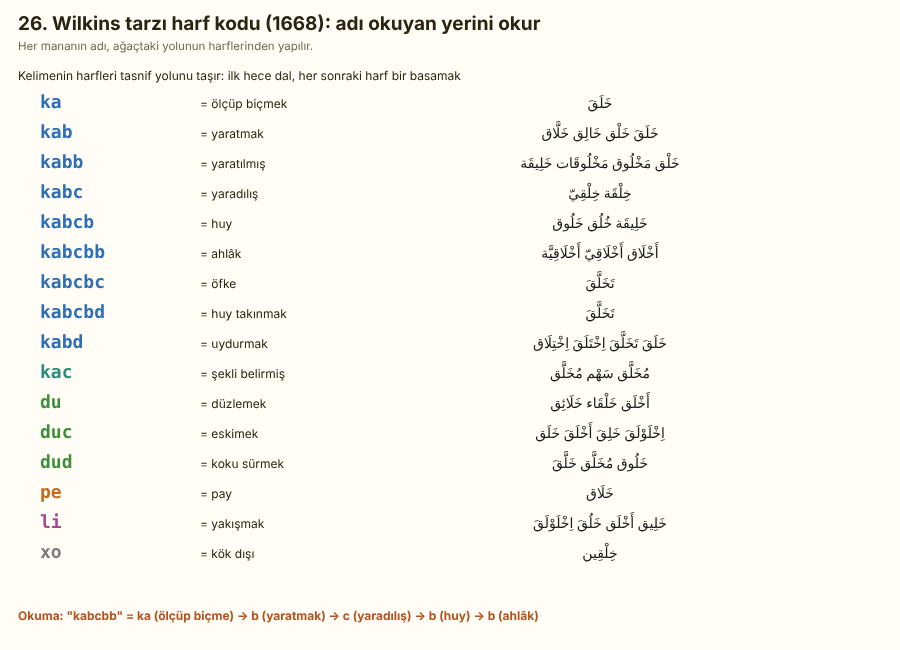 26. Wilkins tarzı harf kodu (1668): adı okuyan yerini okur
Her mananın adı, ağaçtaki yolunun harflerinden yapılır.
Kelimenin harfleri tasnif yolunu taşır: ilk hece dal, her sonraki harf bir basamak
ka = ölçüp biçmek خَلَقَ
kab = yaratmak خَلَقَ خَلْق خَالِق خَلَّاق
kabb = yaratılmış خَلْق مَخْلُوق مَخْلُوقَات خَلِيقَة
kabc = yaradılış خِلْقَة خِلْقِيّ
kabcb = huy خَلِيقَة خُلُق خَلُوق
kabcbb = ahlâk أَخْلَاق أَخْلَاقِيّ أَخْلَاقِيَّة
kabcbc = öfke تَخَلَّقَ
kabcbd = huy takınmak تَخَلَّقَ
kabd = uydurmak خَلَقَ تَخَلَّقَ اِخْتَلَقَ اِخْتِلَاق
kac = şekli belirmiş مُخَلَّق سَهْم مُخَلَّق
du = düzlemek أَخْلَق خَلْقَاء خَلَائِق
duc = eskimek اِخْلَوْلَقَ خَلِقَ أَخْلَقَ خَلَق
dud = koku sürmek خَلُوق مُخَلَّق خَلَّقَ
pe = pay خَلَاق
li = yakışmak خَلِيق أَخْلَق خَلُقَ اِخْلَوْلَقَ
xo = kök dışı خِلْقِين
Okuma: "kabcbb" = ka (ölçüp biçme) → b (yaratmak) → c (yaradılış) → b (huy) → b (ahlâk)